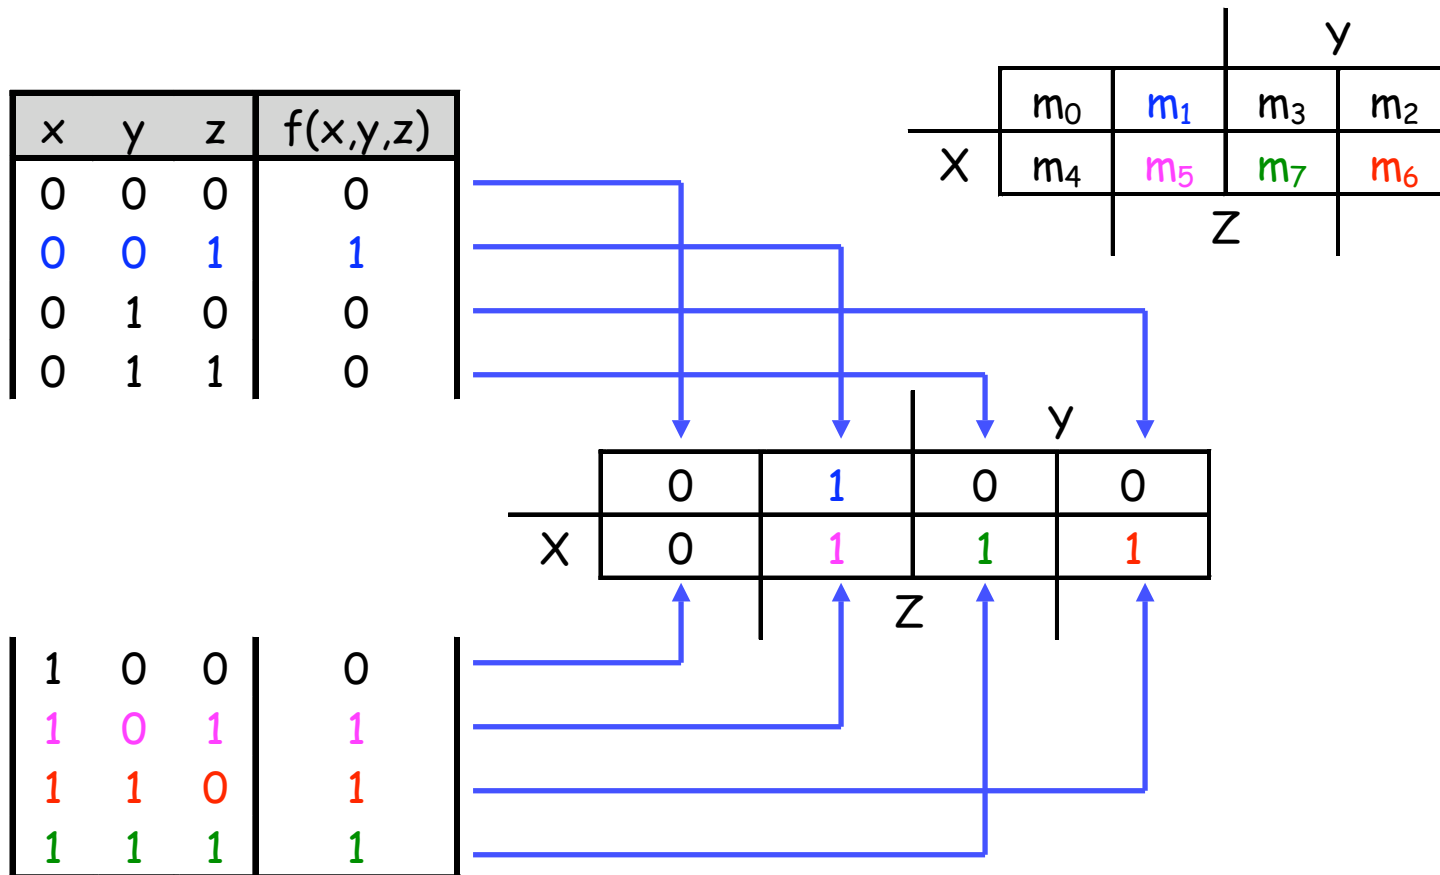 x y z f(x,y,z)
0 0 0 0
0 0 1 1
0 1 0 0
0 1 1 0
1 0 0 0
1 0 1 1
1 1 0 1
1 1 1 1
Y
m₀ m₁ m₃ m₂
X m₄ m₅ m₇ m₆
Z
Y
0 1 0 0
X 0 1 1 1
Z